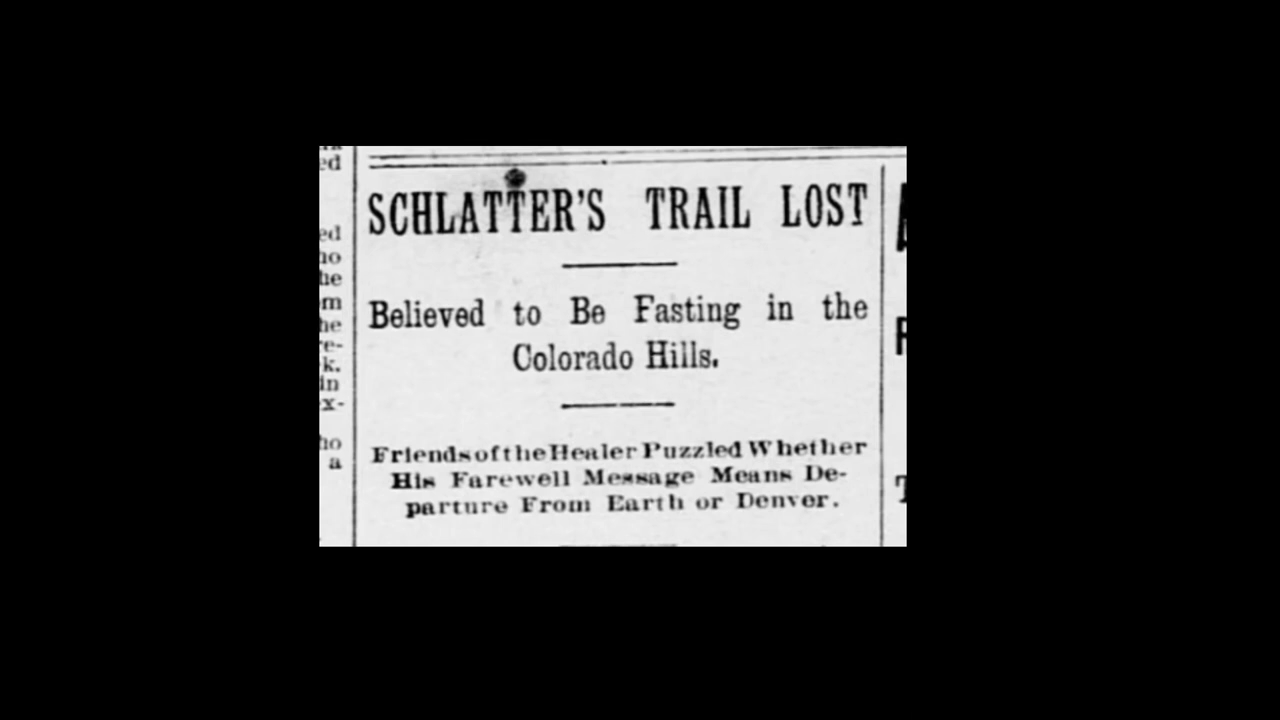 SCHLATTER'S TRAIL LOST
Believed to Be Fasting in the
Colorado Hills.
Friends of the Healer Puzzled Whether
His Farewell Message Means De-
parture From Earth or Denver.